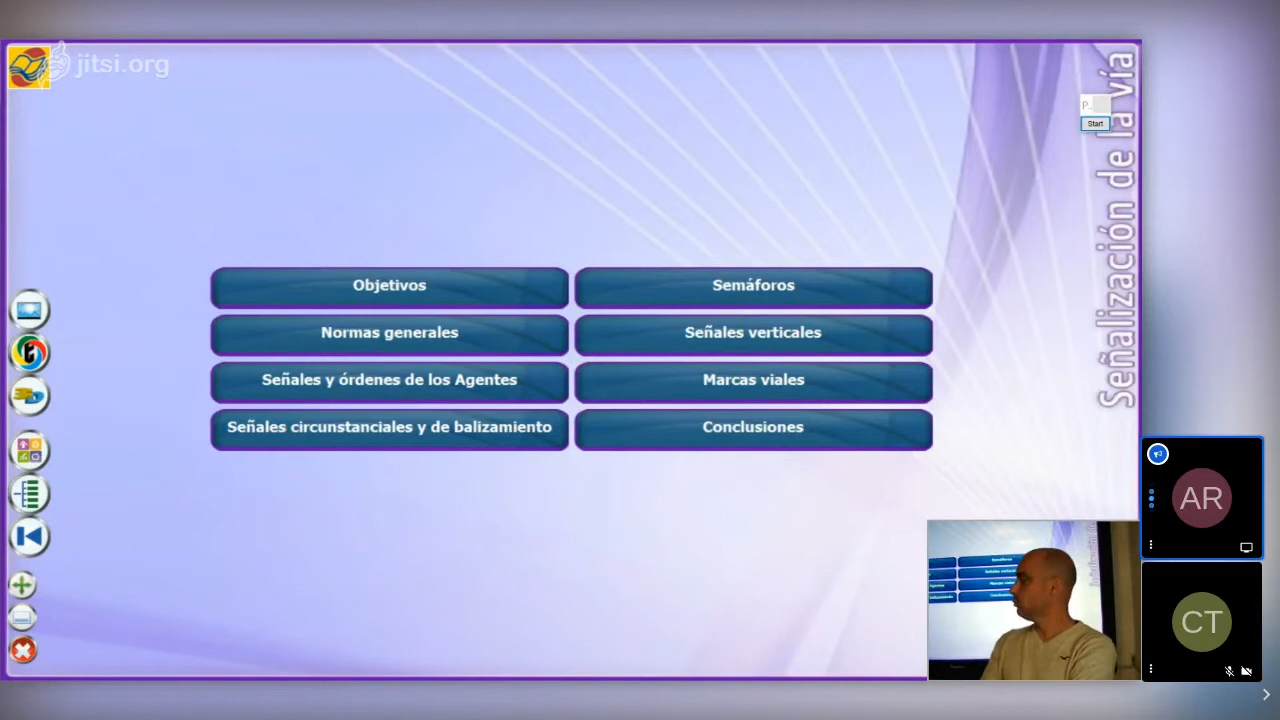 jitsi.org
Señalización de la vía
P..
Start
Objetivos
Semáforos
Normas generales
Señales verticales
Señales y órdenes de los Agentes
Marcas viales
Señales circunstanciales y de balizamiento
Conclusiones
AR
CT